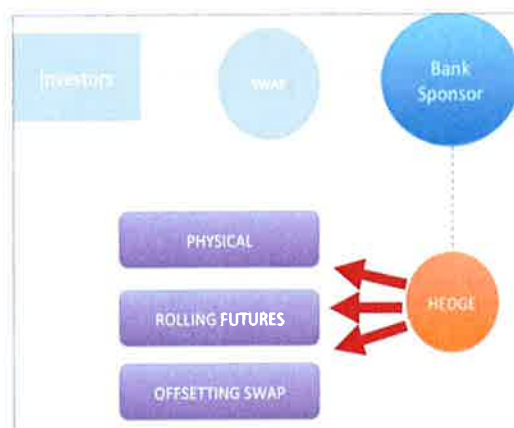 Investors
SWAP
Bank
Sponsor
PHYSICAL
HEDGE
ROLLING FUTURES
OFFSETTING SWAP